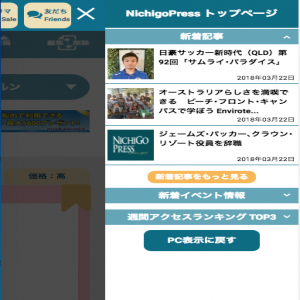 マ
Sale
友だち
Friends
NichigoPress トップページ
新着記事
日豪サッカー新時代（QLD）第
92回「サムライ・パラダイス」
2018年03月22日
オーストラリアらしさを満喫で
きる　ビーチ・フロント・キャン
パスで学ぼう Envirote...
2018年03月22日
NICHIGO
PRESS
ジェームズ・パッカー、クラウン・
リゾート役員を辞職
2018年03月22日
新着記事をもっと見る
新着イベント情報
週間アクセスランキング TOP3
PC表示に戻す
ルン
価格：高